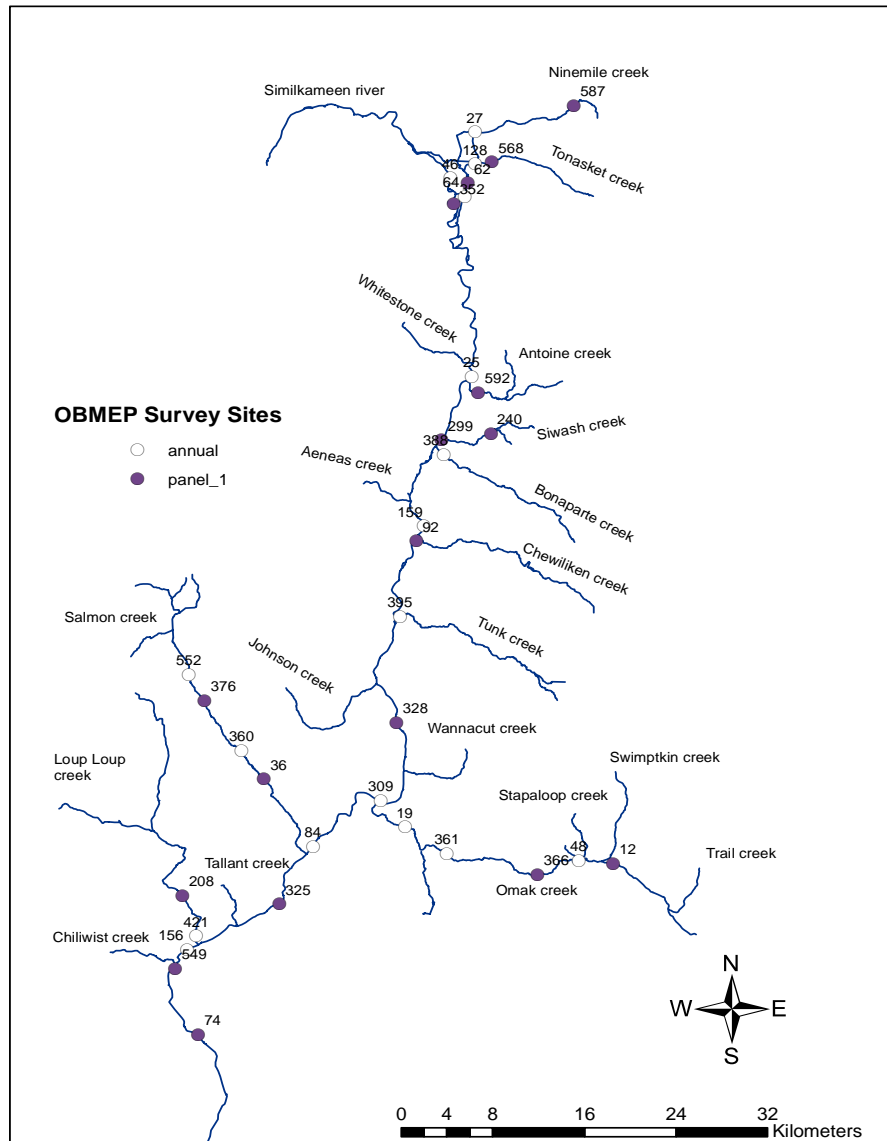 Ninemile creek
587
Similkameen river
27
128
568
46
62
Tonasket creek
64
352
Whitestone creek
25
Antoine creek
592
OBMEP Survey Sites
annual
panel_1
299
240
Siwash creek
388
Aeneas creek
Bonaparte creek
159
92
Chewiliken creek
395
Salmon creek
Tunk creek
Johnson creek
552
376
328
Wannacut creek
360
36
Loup Loup
creek
Swimptkin creek
309
Stapaloop creek
19
84
361
48
12
366
Trail creek
Tallant creek
208
325
Omak creek
421
156
Chiliwist creek
549
74
N
W
E
S
0 4 8 16 24 32
Kilometers